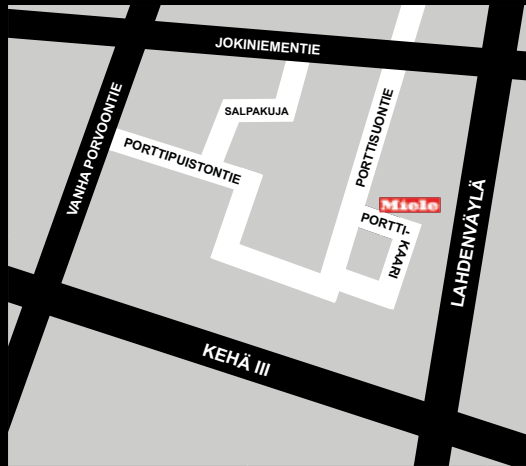 JOKINIEMENTIE
SALPAKUJA
VANHA PORVOONTIE
PORTTIPUISTONTIE
PORTTISUONTIE
Miele
PORTTI-
KAARI
LAHDENVÄYLÄ
KEHÄ III